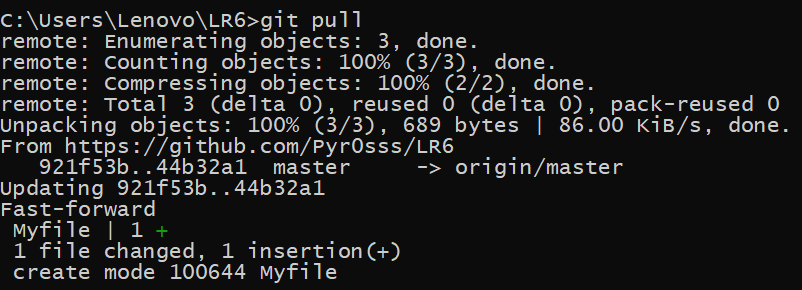 C:\Users\Lenovo\LR6>git pull
remote: Enumerating objects: 3, done.
remote: Counting objects: 100% (3/3), done.
remote: Compressing objects: 100% (2/2), done.
remote: Total 3 (delta 0), reused 0 (delta 0), pack-reused 0
Unpacking objects: 100% (3/3), 689 bytes | 86.00 KiB/s, done.
From https://github.com/Pyr0sss/LR6
   921f53b..44b32a1  master     -> origin/master
Updating 921f53b..44b32a1
Fast-forward
 Myfile | 1 +
 1 file changed, 1 insertion(+)
 create mode 100644 Myfile